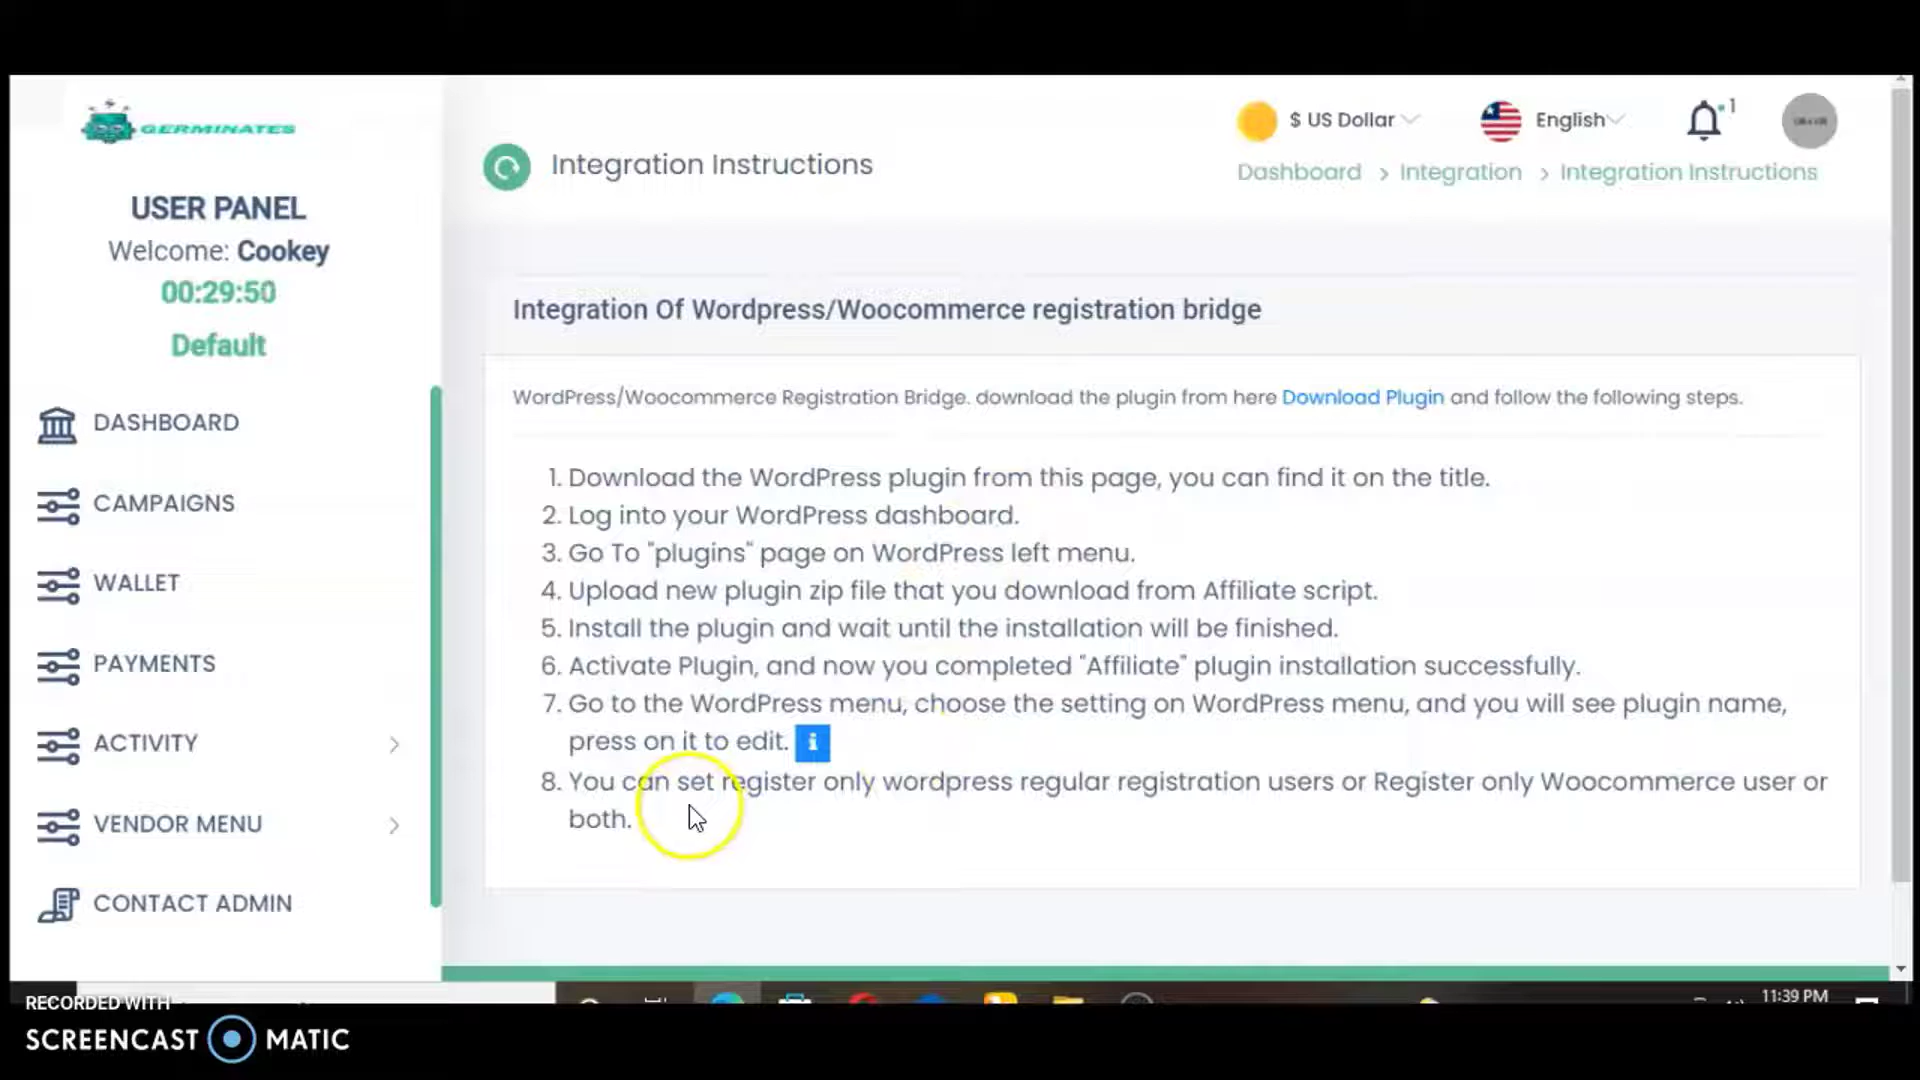 GERMINATES
$ US Dollar
English
1
Integration Instructions
Dashboard > Integration > Integration Instructions
USER PANEL
Welcome: Cookey
00:29:50
Default
Integration Of Wordpress/Woocommerce registration bridge
WordPress/Woocommerce Registration Bridge. download the plugin from here Download Plugin and follow the following steps.
DASHBOARD
CAMPAIGNS
WALLET
PAYMENTS
ACTIVITY
VENDOR MENU
CONTACT ADMIN
1. Download the WordPress plugin from this page, you can find it on the title.
2. Log into your WordPress dashboard.
3. Go To "plugins" page on WordPress left menu.
4. Upload new plugin zip file that you download from Affiliate script.
5. Install the plugin and wait until the installation will be finished.
6. Activate Plugin, and now you completed "Affiliate" plugin installation successfully.
7. Go to the WordPress menu, choose the setting on WordPress menu, and you will see plugin name,
press on it to edit. i
8. You can set register only wordpress regular registration users or Register only Woocommerce user or
both.
11:39 PM
RECORDED WITH
SCREENCAST MATIC